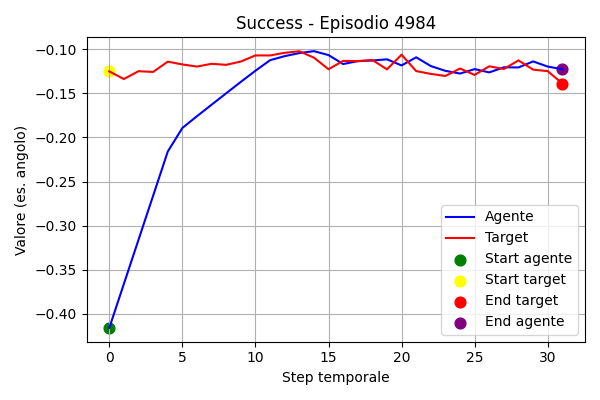 Success - Episodio 4984
Valore (es. angolo)
−0.10
−0.15
−0.20
−0.25
−0.30
−0.35
−0.40
0
5
10
15
20
25
30
Step temporale
Agente
Target
Start agente
Start target
End target
End agente